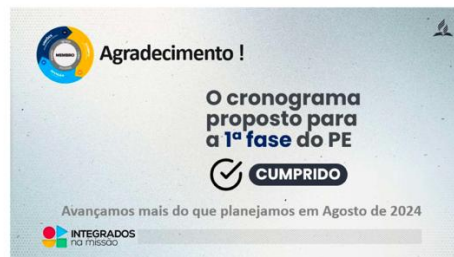 MEMBRO
Agradecimento !
O cronograma
proposto para
a 1ª fase do PE
CUMPRIDO
Avançamos mais do que planejamos em Agosto de 2024
INTEGRADOS
na missão